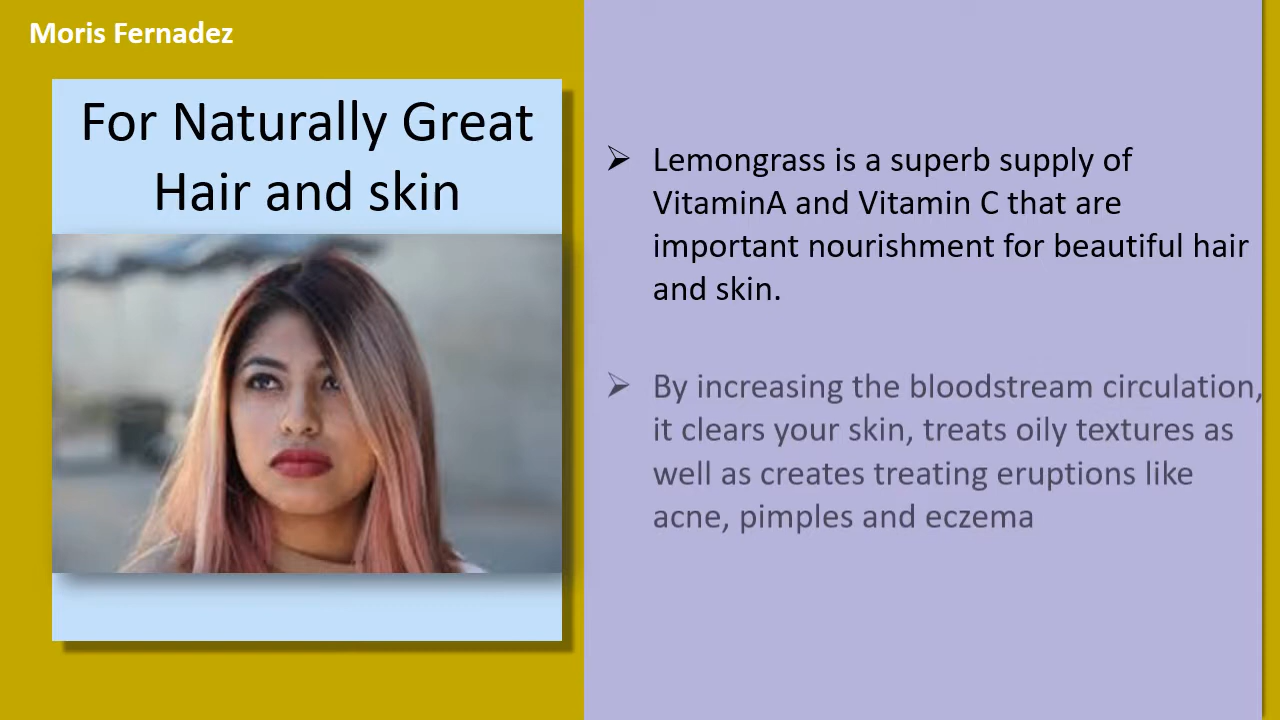 Moris Fernadez
For Naturally Great
Hair and skin
➢ Lemongrass is a superb supply of
VitaminA and Vitamin C that are
important nourishment for beautiful hair
and skin.
➢ By increasing the bloodstream circulation,
it clears your skin, treats oily textures as
well as creates treating eruptions like
acne, pimples and eczema